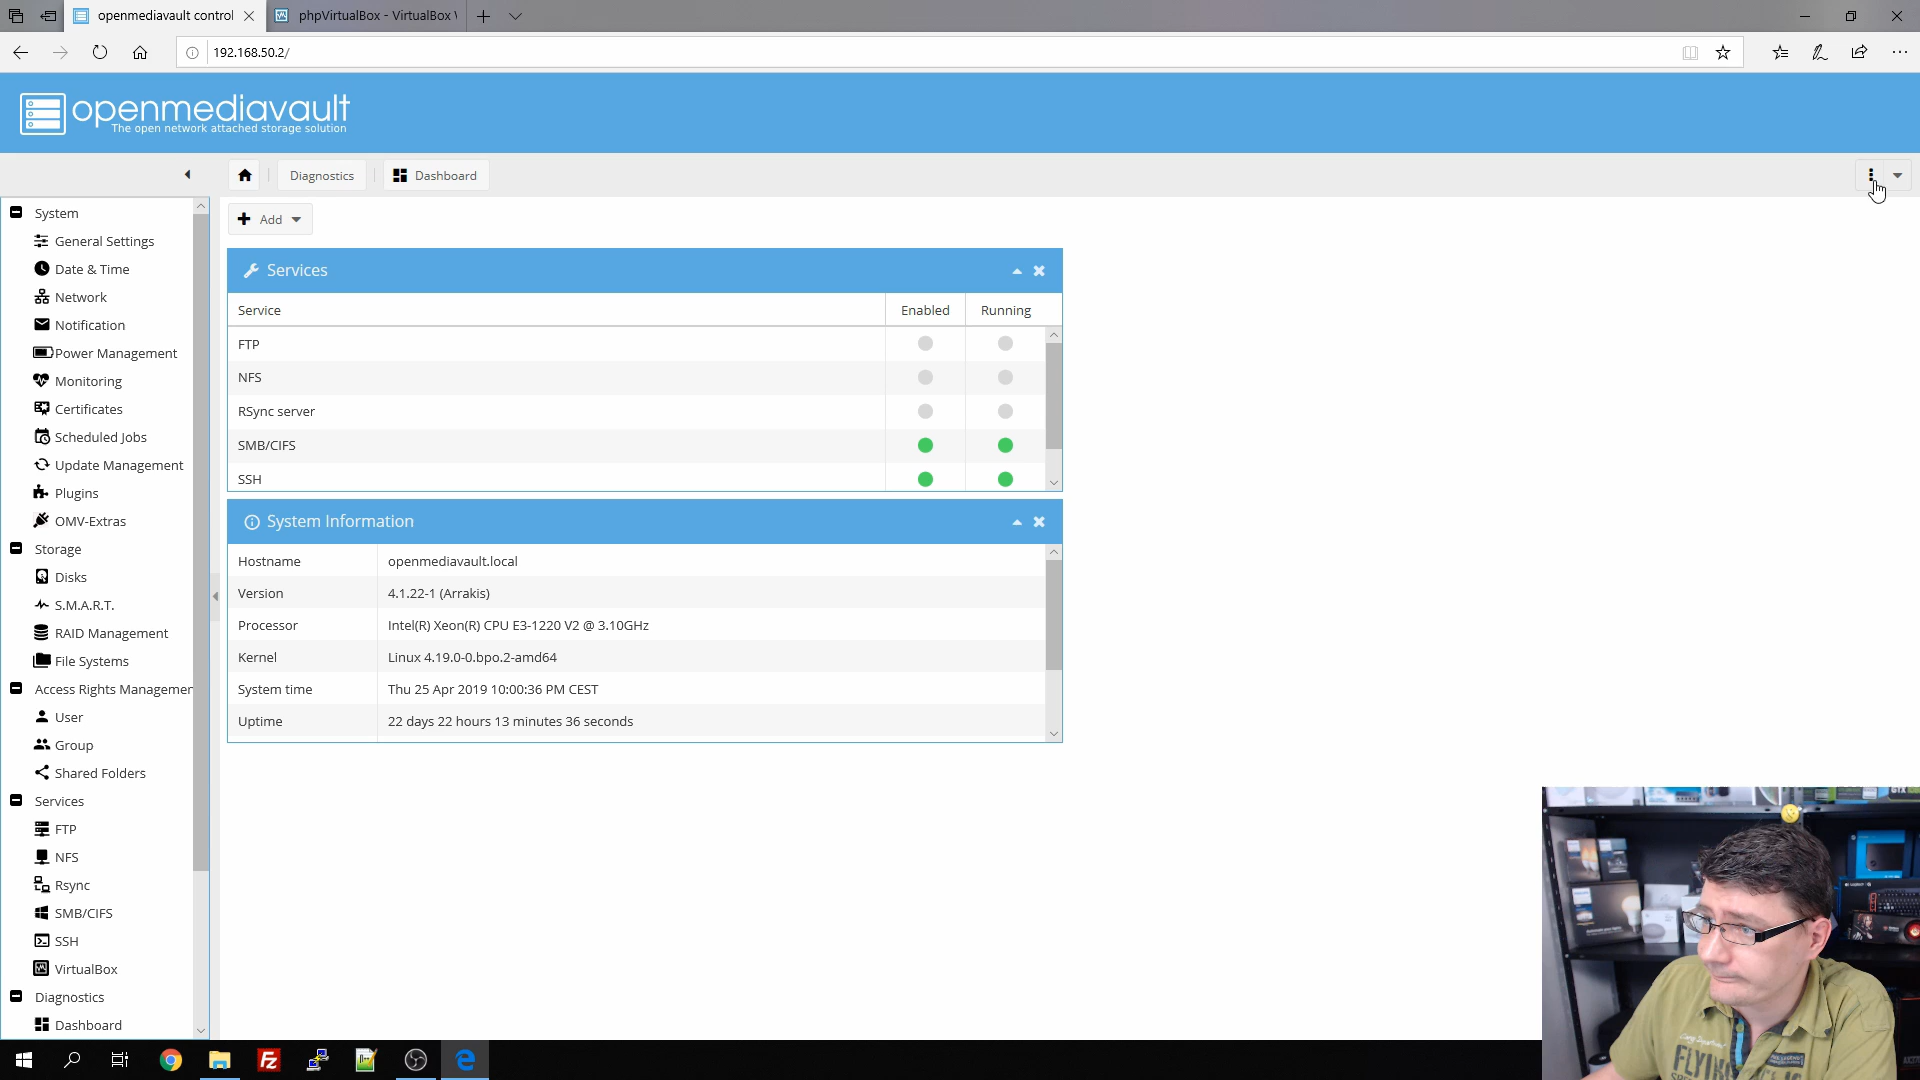 openmediavault control
phpVirtualBox - VirtualBox
192.168.50.2/
openmediavault
The open network attached storage solution
Diagnostics
Dashboard
System
General Settings
Date & Time
Network
Notification
Power Management
Monitoring
Certificates
Scheduled Jobs
Update Management
Plugins
OMV-Extras
Storage
Disks
S.M.A.R.T.
RAID Management
File Systems
Access Rights Managemen
User
Group
Shared Folders
Services
FTP
NFS
Rsync
SMB/CIFS
SSH
VirtualBox
Diagnostics
Dashboard
Add
Services
Service Enabled Running
FTP
NFS
RSync server
SMB/CIFS
SSH
System Information
Hostname openmediavault.local
Version 4.1.22-1 (Arrakis)
Processor Intel(R) Xeon(R) CPU E3-1220 V2 @ 3.10GHz
Kernel Linux 4.19.0-0.bpo.2-amd64
System time Thu 25 Apr 2019 10:00:36 PM CEST
Uptime 22 days 22 hours 13 minutes 36 seconds
Fz
FLYING